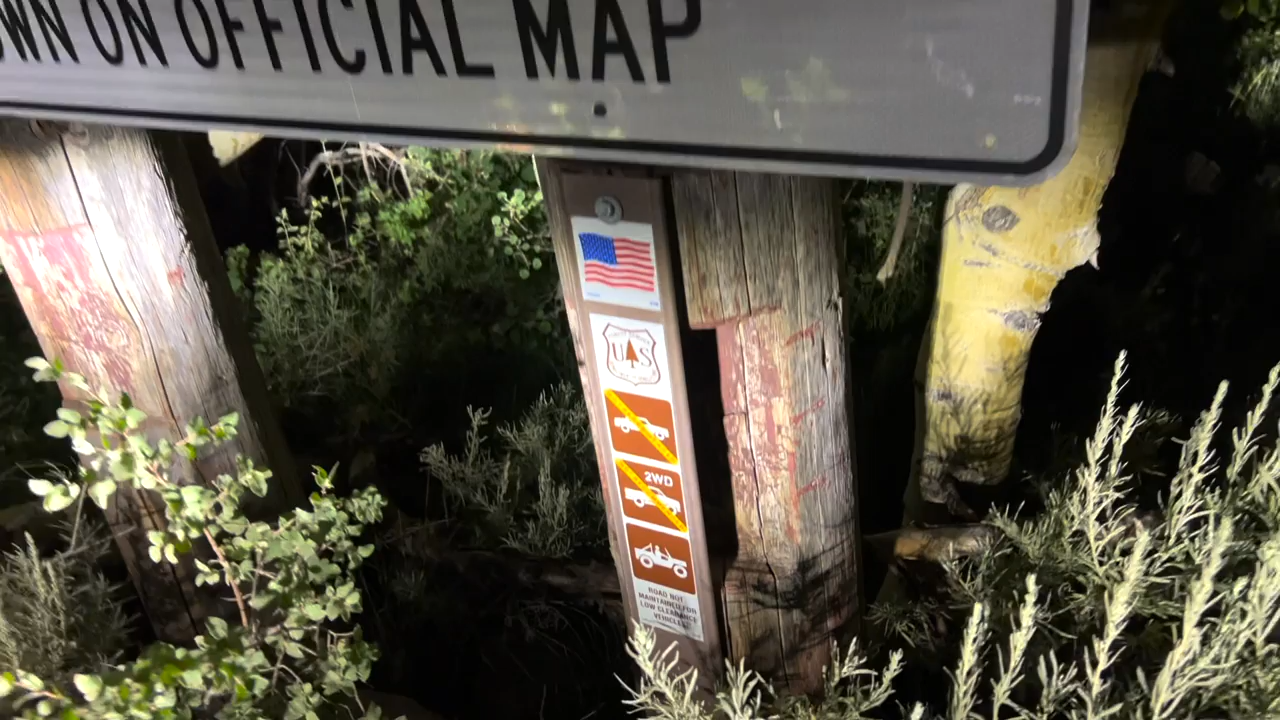 WN ON OFFICIAL MAP
U S
2WD
ROAD NOT
MAINTAINED FOR
LOW CLEARANCE
VEHICLES